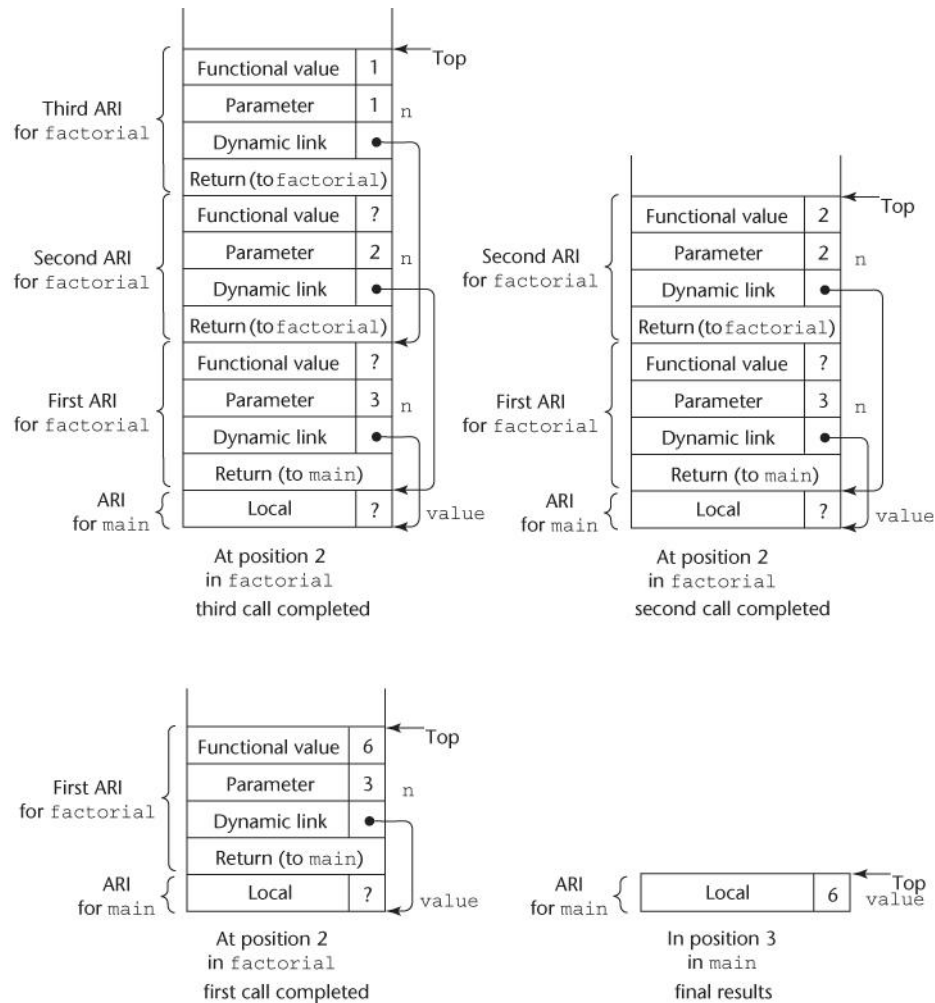 Top
Third ARI
for factorial
Functional value 1
Parameter 1 n
Dynamic link
Return (to factorial)
Second ARI
for factorial
Functional value ?
Parameter 2 n
Dynamic link
Return (to factorial)
First ARI
for factorial
Functional value ?
Parameter 3 n
Dynamic link
Return (to main)
ARI
for main
Local ? value
At position 2
in factorial
third call completed
Top
Second ARI
for factorial
Functional value 2
Parameter 2 n
Dynamic link
Return (to factorial)
First ARI
for factorial
Functional value ?
Parameter 3 n
Dynamic link
Return (to main)
ARI
for main
Local ? value
At position 2
in factorial
second call completed
Top
First ARI
for factorial
Functional value 6
Parameter 3 n
Dynamic link
Return (to main)
ARI
for main
Local ? value
At position 2
in factorial
first call completed
ARI
for main
Local 6
Top
value
In position 3
in main
final results